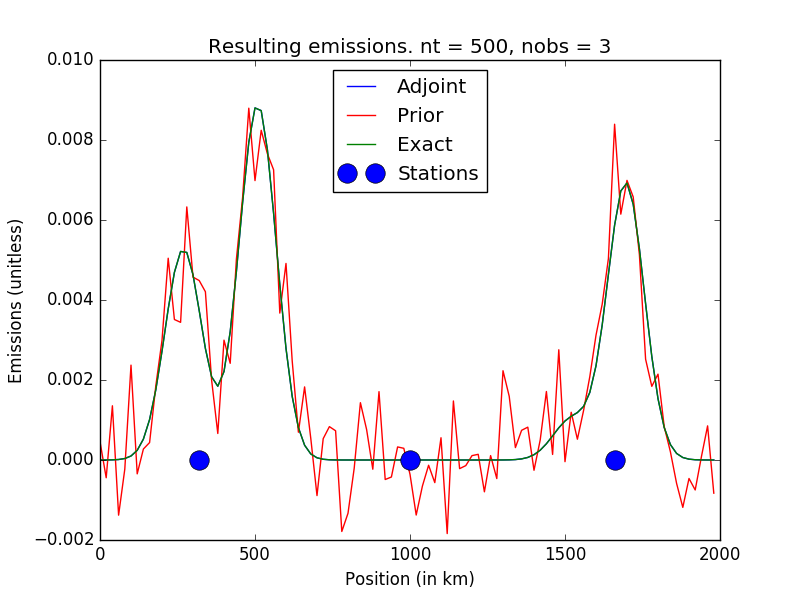 Resulting emissions. nt = 500, nobs = 3
Adjoint
Prior
Exact
Stations
Emissions (unitless)
0.010
0.008
0.006
0.004
0.002
0.000
−0.002
0 500 1000 1500 2000
Position (in km)